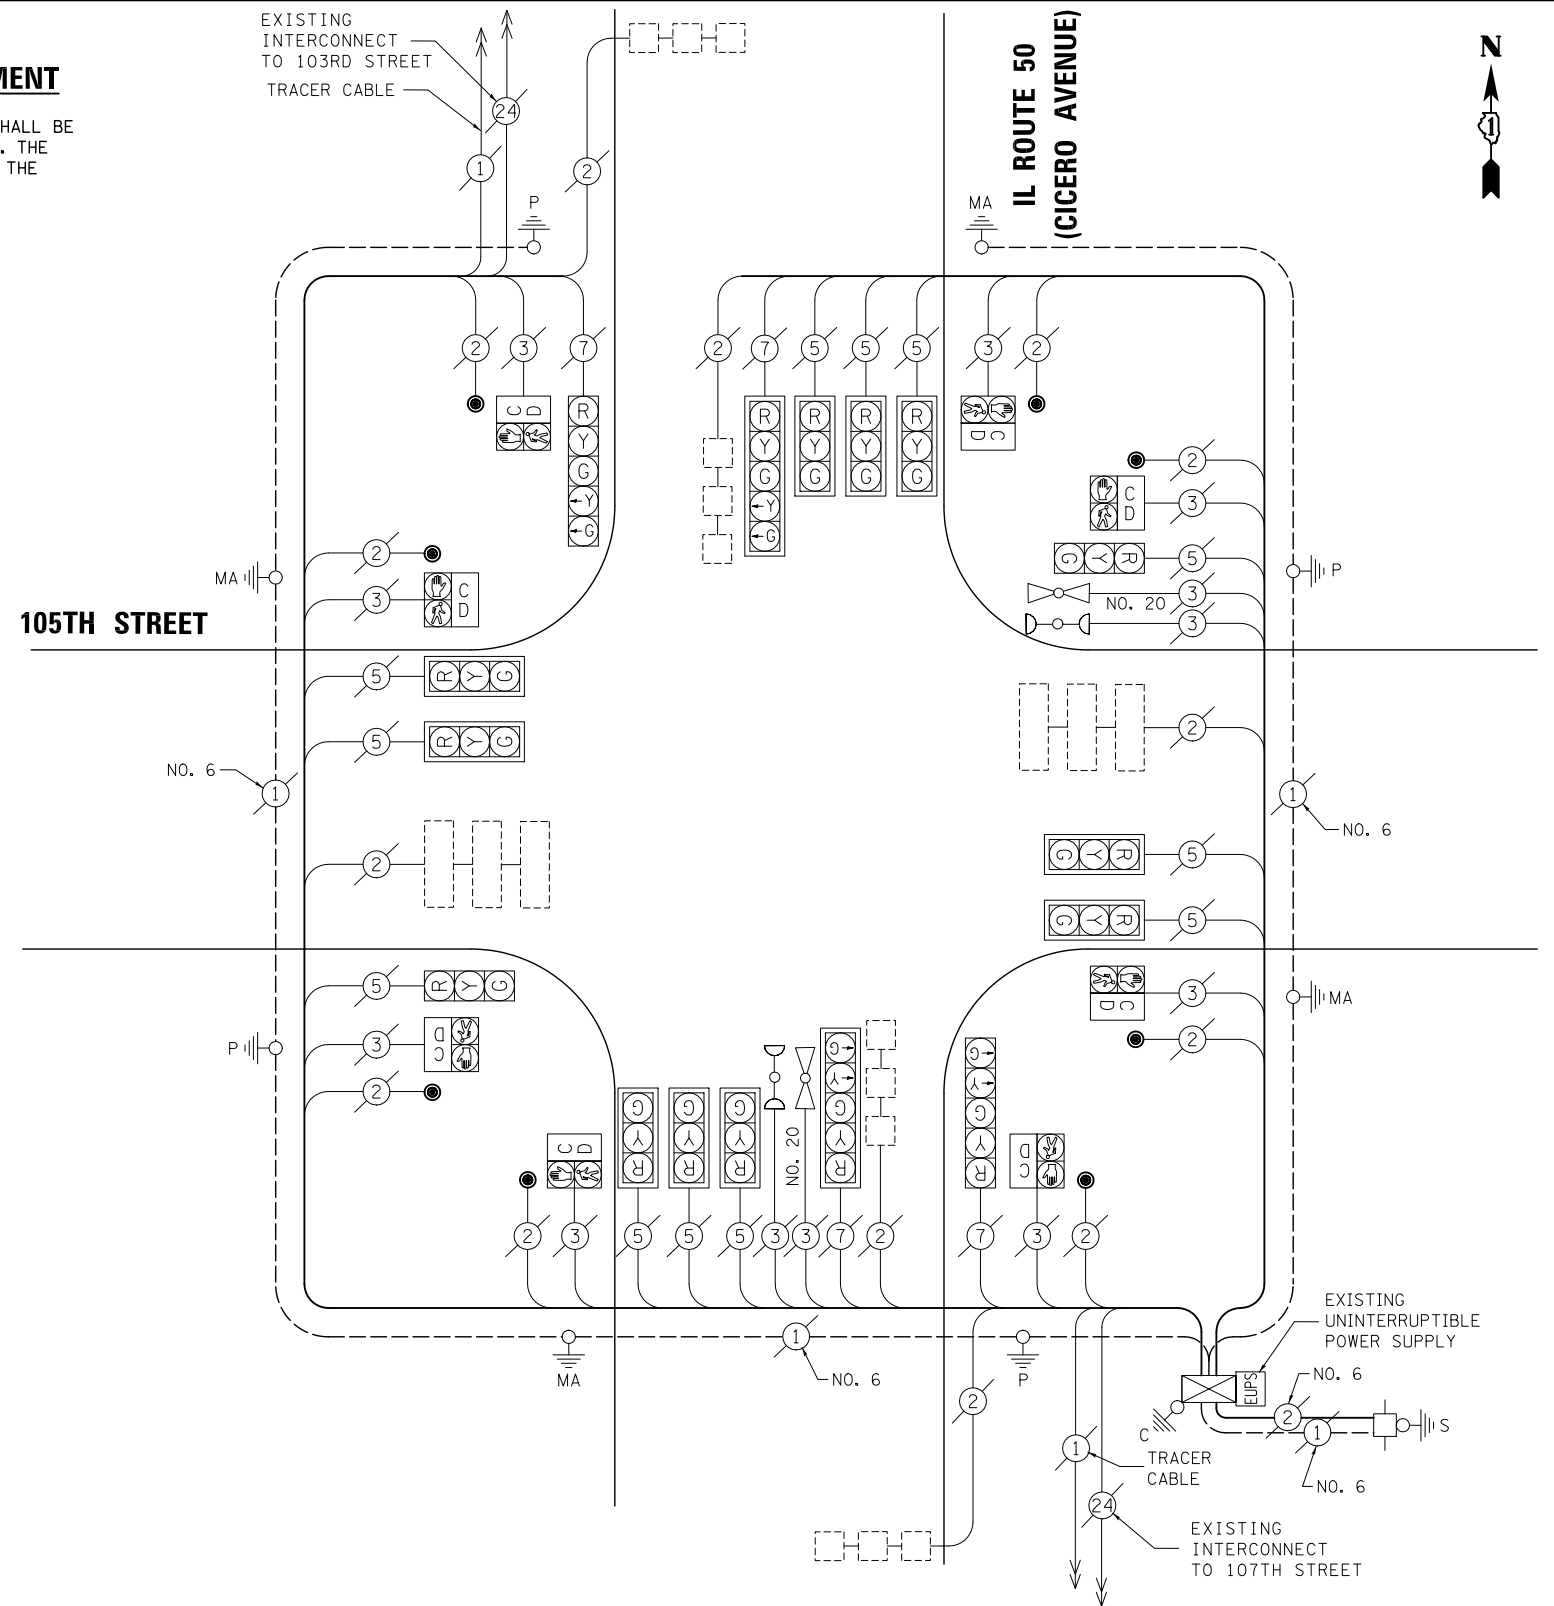 MENT
HALL BE
. THE
THE
EXISTING
INTERCONNECT
TO 103RD STREET
TRACER CABLE
24
1
2
P
IL ROUTE 50
(CICERO AVENUE)
MA
N
1
2
3
7
2
7
5
5
5
3
2
C
D
R
Y
G
Y
G
R
Y
G
Y
G
R
Y
G
R
Y
G
R
Y
G
C
D
2
C
D
3
R Y G
5
3
NO. 20
3
P
MA
2
3
C
D
105TH STREET
5
R Y G
5
R Y G
2
NO. 6
1
1
NO. 6
2
R Y G
5
R Y G
5
2
5
R Y G
P
3
C
D
2
C
D
3
2
MA
C
D
G
Y
R
G
Y
R
G
Y
R
NO. 20
G
Y
G
Y
R
G
Y
G
Y
R
C
D
2
3
5
5
5
3
3
7
2
7
3
2
MA
1
NO. 6
P
EXISTING
UNINTERRUPTIBLE
POWER SUPPLY
EUPS
NO. 6
2
1
S
C
NO. 6
2
1
TRACER
CABLE
24
EXISTING
INTERCONNECT
TO 107TH STREET